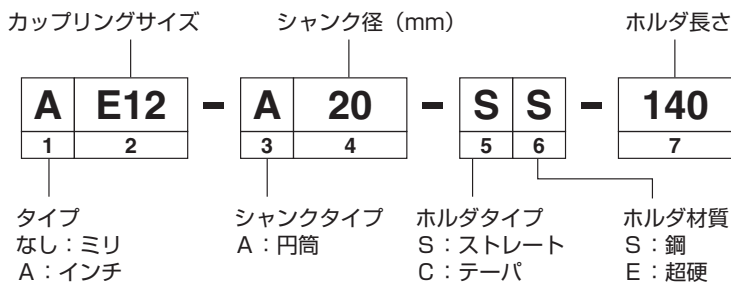 カップリングサイズ シャンク径（mm） ホルダ長さ
A E12 - A 20 - S S - 140
1 2 3 4 5 6 7
タイプ シャンクタイプ ホルダタイプ ホルダ材質
なし：ミリ A：円筒 S：ストレート S：鋼
A：インチ C：テーパ E：超硬